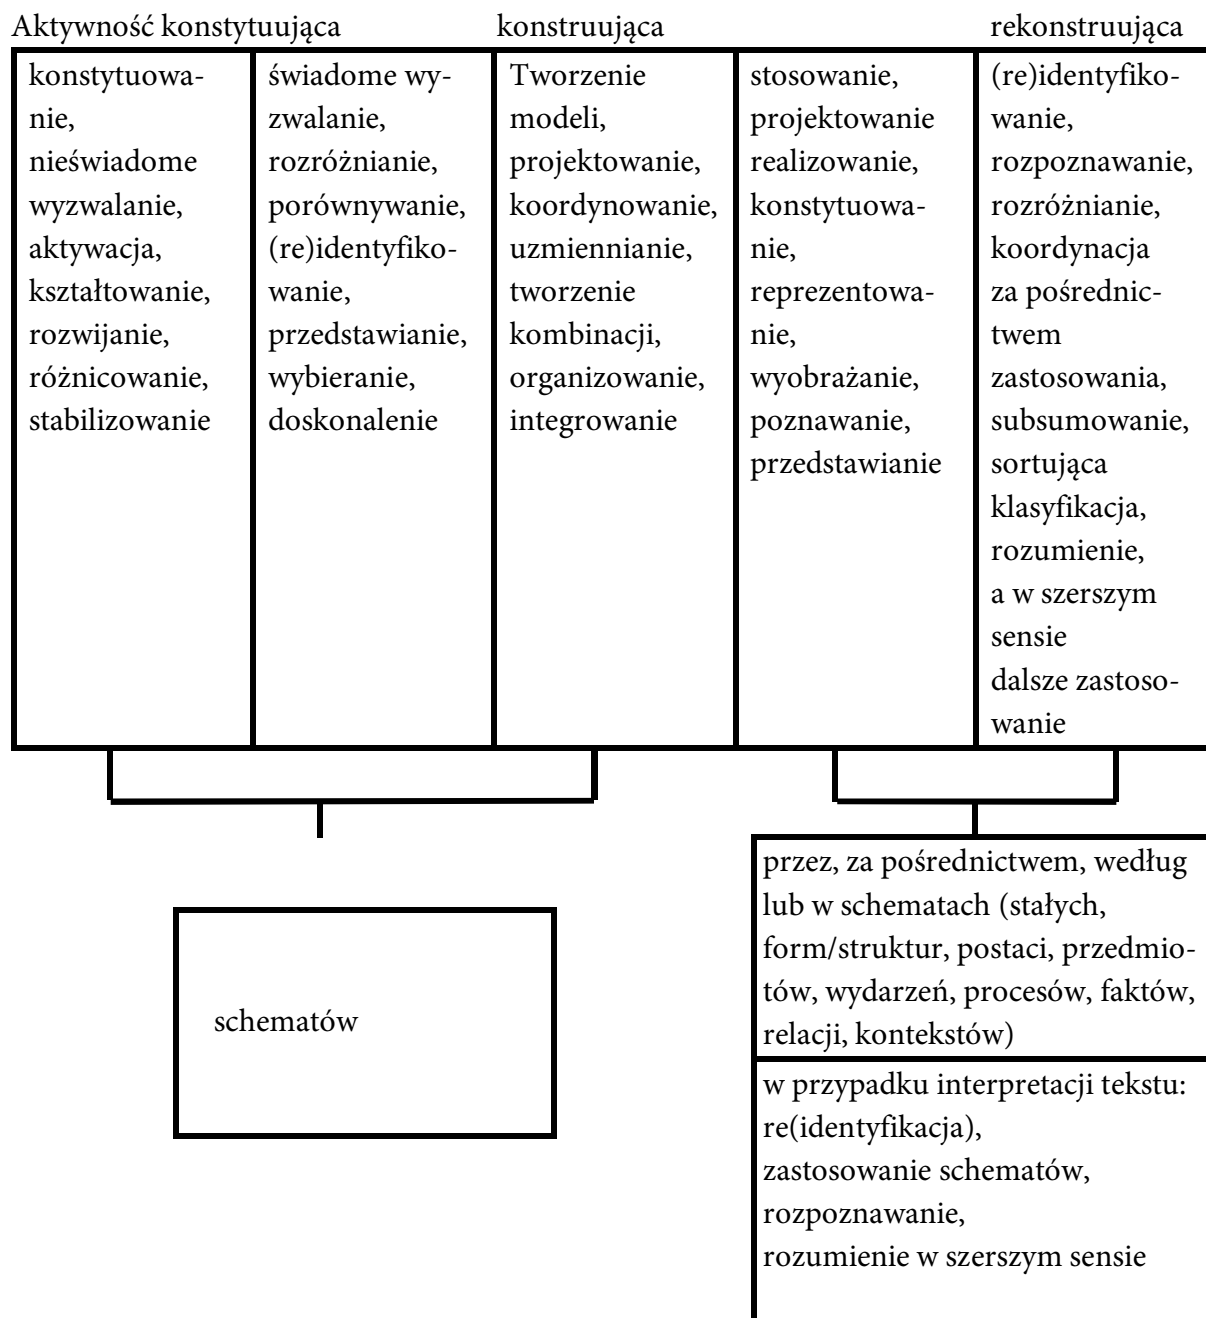 Aktywność konstytuująca
konstruująca
rekonstruująca
konstytuowa-
nie,
nieświadome
wyzwalanie,
aktywacja,
kształtowanie,
rozwijanie,
różnicowanie,
stabilizowanie
świadome wy-
zwalanie,
rozróżnianie,
porównywanie,
(re)identyfiko-
wanie,
przedstawianie,
wybieranie,
doskonalenie
Tworzenie
modeli,
projektowanie,
koordynowanie,
uzmiennianie,
tworzenie
kombinacji,
organizowanie,
integrowanie
stosowanie,
projektowanie
realizowanie,
konstytuowa-
nie,
reprezentowa-
nie,
wyobrażanie,
poznawanie,
przedstawianie
(re)identyfiko-
wanie,
rozpoznawanie,
rozróżnianie,
koordynacja
za pośrednic-
twem
zastosowania,
subsumowanie,
sortująca
klasyfikacja,
rozumienie,
a w szerszym
sensie
dalsze zastoso-
wanie
schematów
przez, za pośrednictwem, według
lub w schematach (stałych,
form/struktur, postaci, przedmio-
tów, wydarzeń, procesów, faktów,
relacji, kontekstów)
w przypadku interpretacji tekstu:
re(identyfikacja),
zastosowanie schematów,
rozpoznawanie,
rozumienie w szerszym sensie